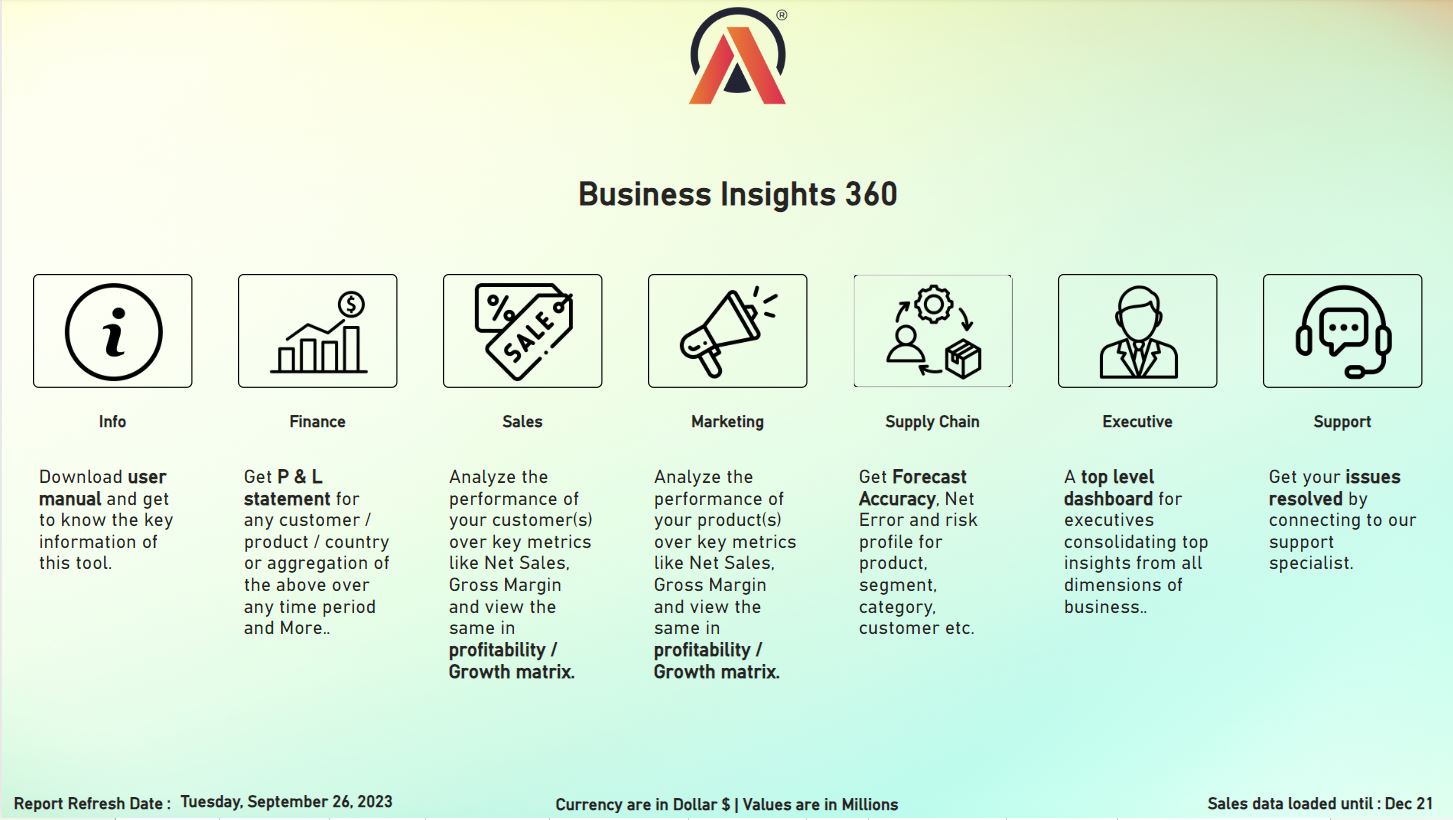 ®
Business Insights 360
%
SALE
$
i
Info
Finance
Sales
Marketing
Supply Chain
Executive
Support
Download user
manual and get
to know the key
information of
this tool.
Get P & L
statement for
any customer /
product / country
or aggregation of
the above over
any time period
and More..
Analyze the
performance of
your customer(s)
over key metrics
like Net Sales,
Gross Margin
and view the
same in
profitability /
Growth matrix.
Analyze the
performance of
your product(s)
over key metrics
like Net Sales,
Gross Margin
and view the
same in
profitability /
Growth matrix.
Get Forecast
Accuracy, Net
Error and risk
profile for
product,
segment,
category,
customer etc.
A top level
dashboard for
executives
consolidating top
insights from all
dimensions of
business..
Get your issues
resolved by
connecting to our
support
specialist.
Report Refresh Date : Tuesday, September 26, 2023
Currency are in Dollar $ | Values are in Millions
Sales data loaded until : Dec 21